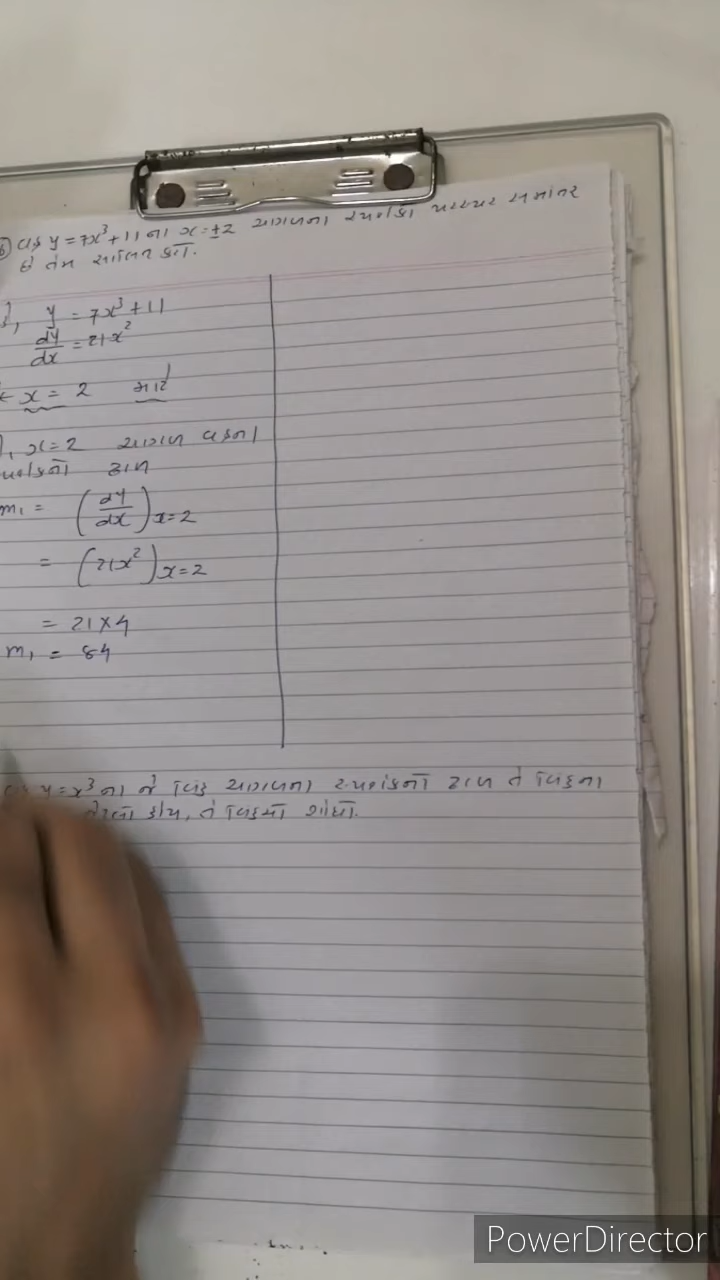 6) વક્ર y = 7x³ + 11 ના x = ±2 આગળના સ્પર્શકો પરસ્પર સમાંતર
છે તેમ સાબિત કરો.
y = 7x³ + 11
dy/dx = 21x²
x = 2 માટે
x = 2 આગળ વક્રના
સ્પર્શકનો ઢાળ
m₁ = (dy/dx) x=2
= (21x²) x=2
= 21 × 4
m₁ = 84
y = x³ ના જે બિંદુ આગળના સ્પર્શકનો ઢાળ તે બિંદુના
હોય, તે બિંદુઓ શોધો.
PowerDirector